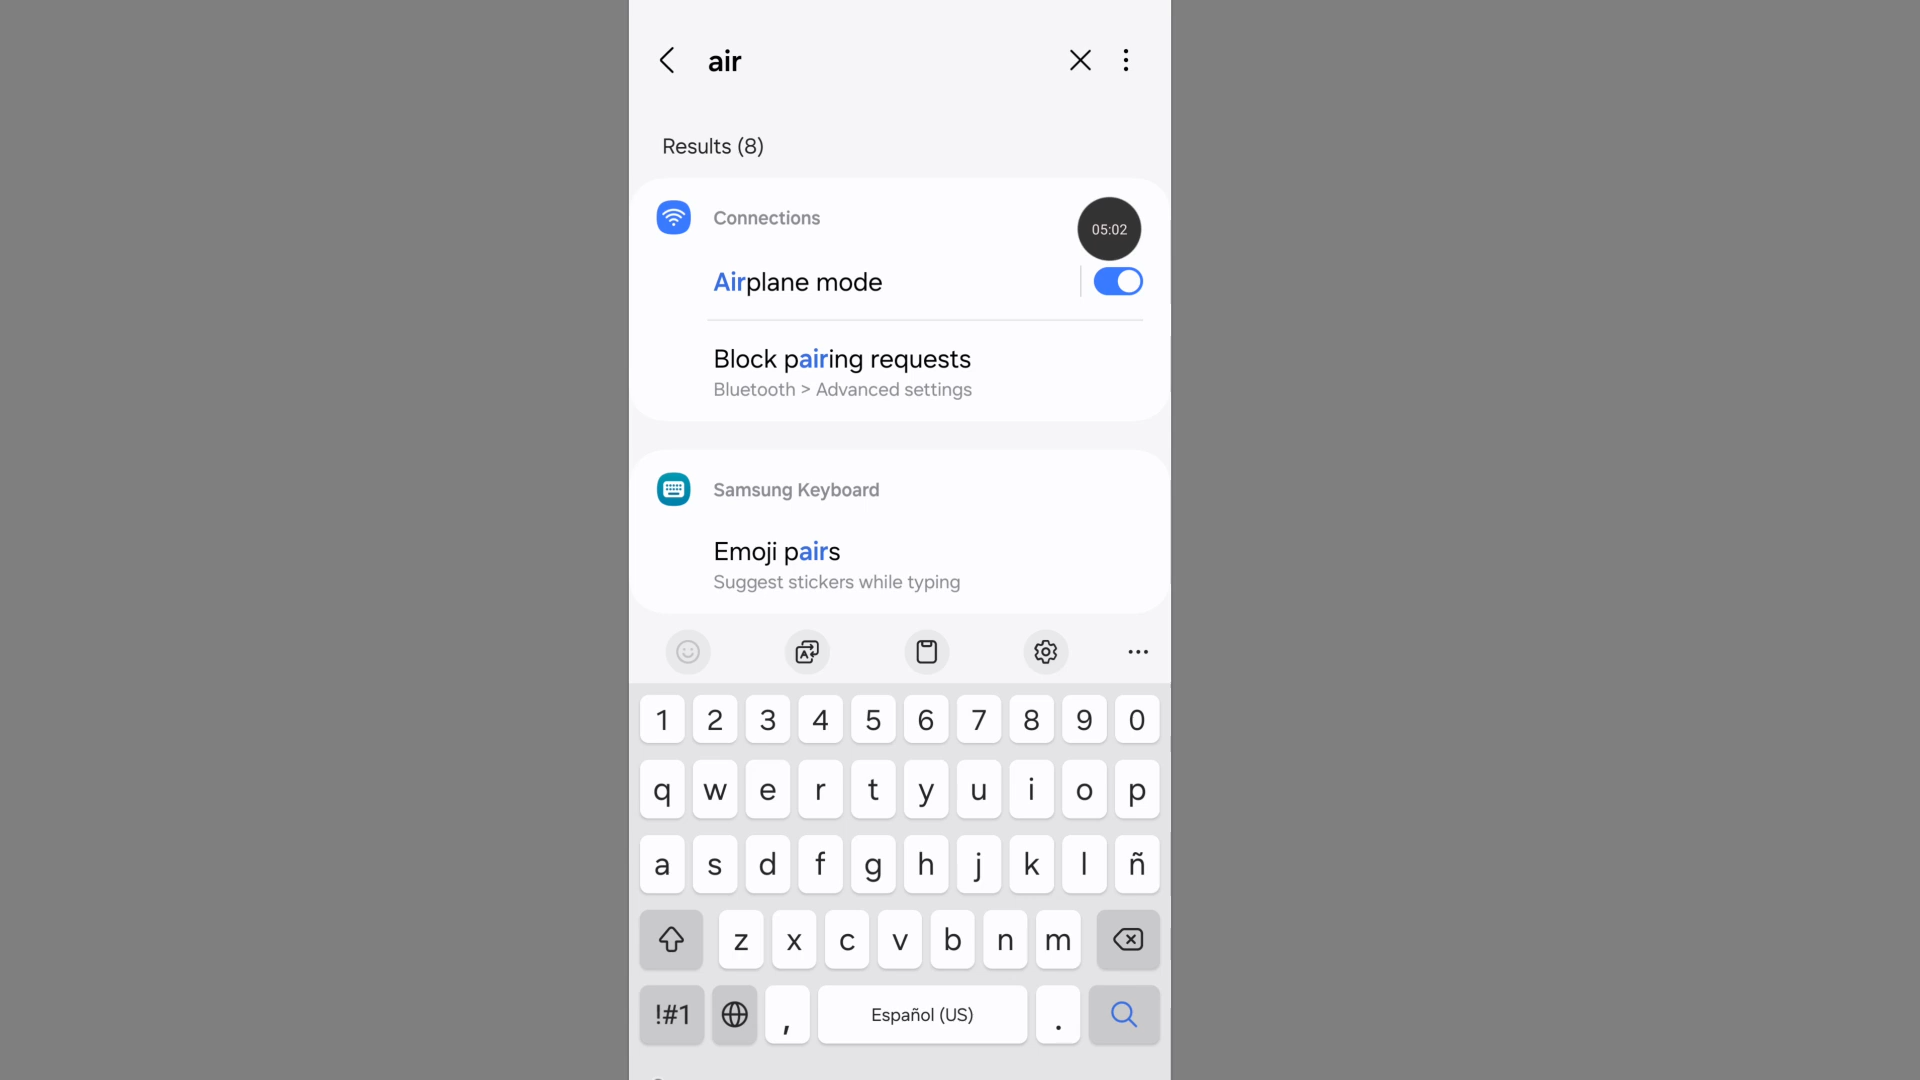 air
Results (8)
Connections
05:02
Airplane mode
Block pairing requests
Bluetooth > Advanced settings
Samsung Keyboard
Emoji pairs
Suggest stickers while typing
1 2 3 4 5 6 7 8 9 0
q w e r t y u i o p
a s d f g h j k l ñ
z x c v b n m
!#1 , Español (US) .